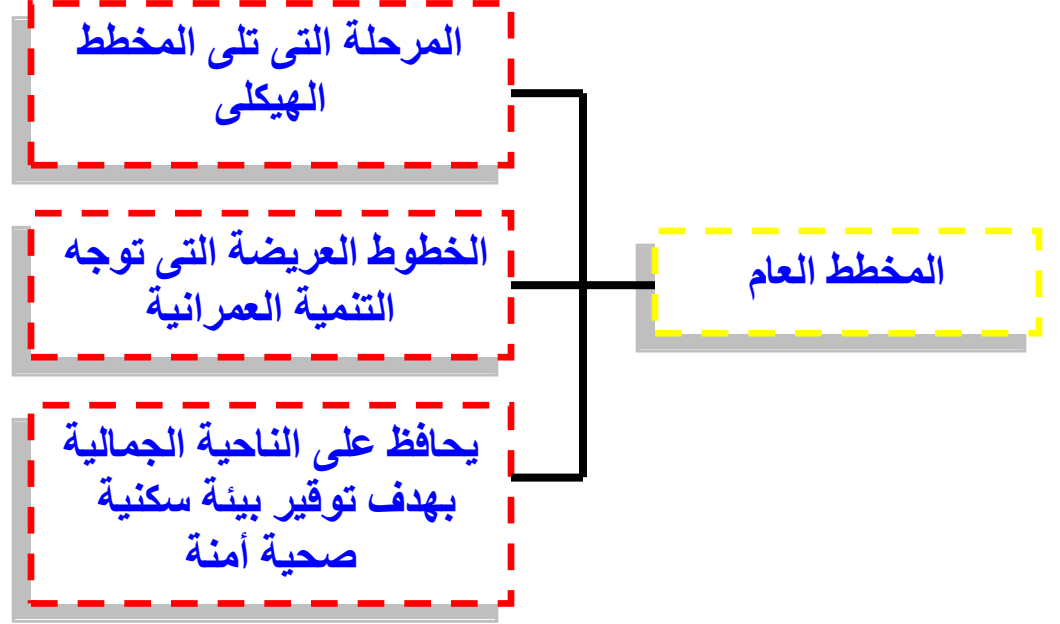 المخطط العام
المرحلة التى تلى المخطط
الهيكلى
الخطوط العريضة التى توجه
التنمية العمرانية
يحافظ على الناحية الجمالية
بهدف توقير بيئة سكنية
صحية أمنة